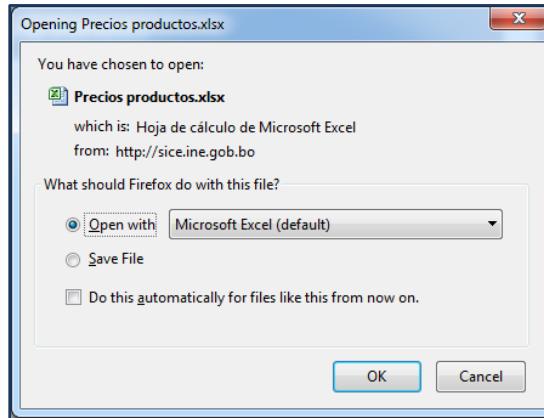 Opening Precios productos.xlsx
You have chosen to open:
Precios productos.xlsx
which is: Hoja de cálculo de Microsoft Excel
from: http://sice.ine.gob.bo
What should Firefox do with this file?
Open with Microsoft Excel (default)
Save File
Do this automatically for files like this from now on.
OK Cancel